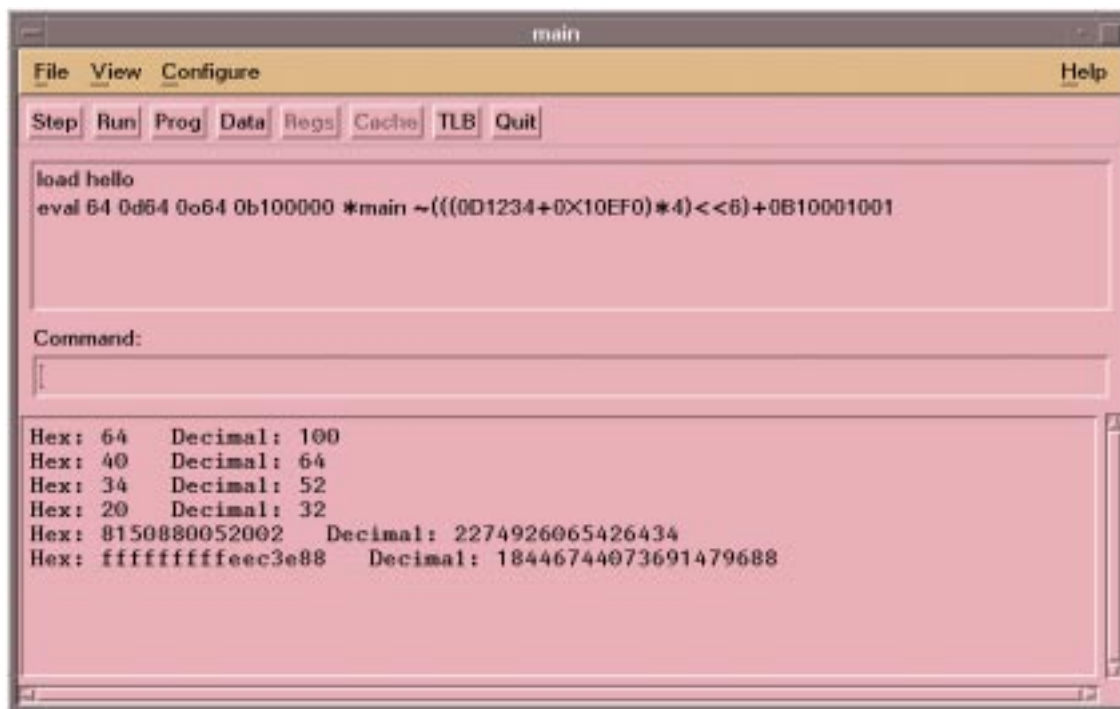 main
File View Configure Help
Step Run Prog Data Regs Cache TLB Quit
load hello
eval 64 0d64 0o64 0b100000 *main ~(((0D1234+0X10EF0)*4)<<6)+0B10001001
Command:
Hex: 64 Decimal: 100
Hex: 40 Decimal: 64
Hex: 34 Decimal: 52
Hex: 20 Decimal: 32
Hex: 8150880052002 Decimal: 2274926065426434
Hex: fffffffffeec3e88 Decimal: 18446744073691479688